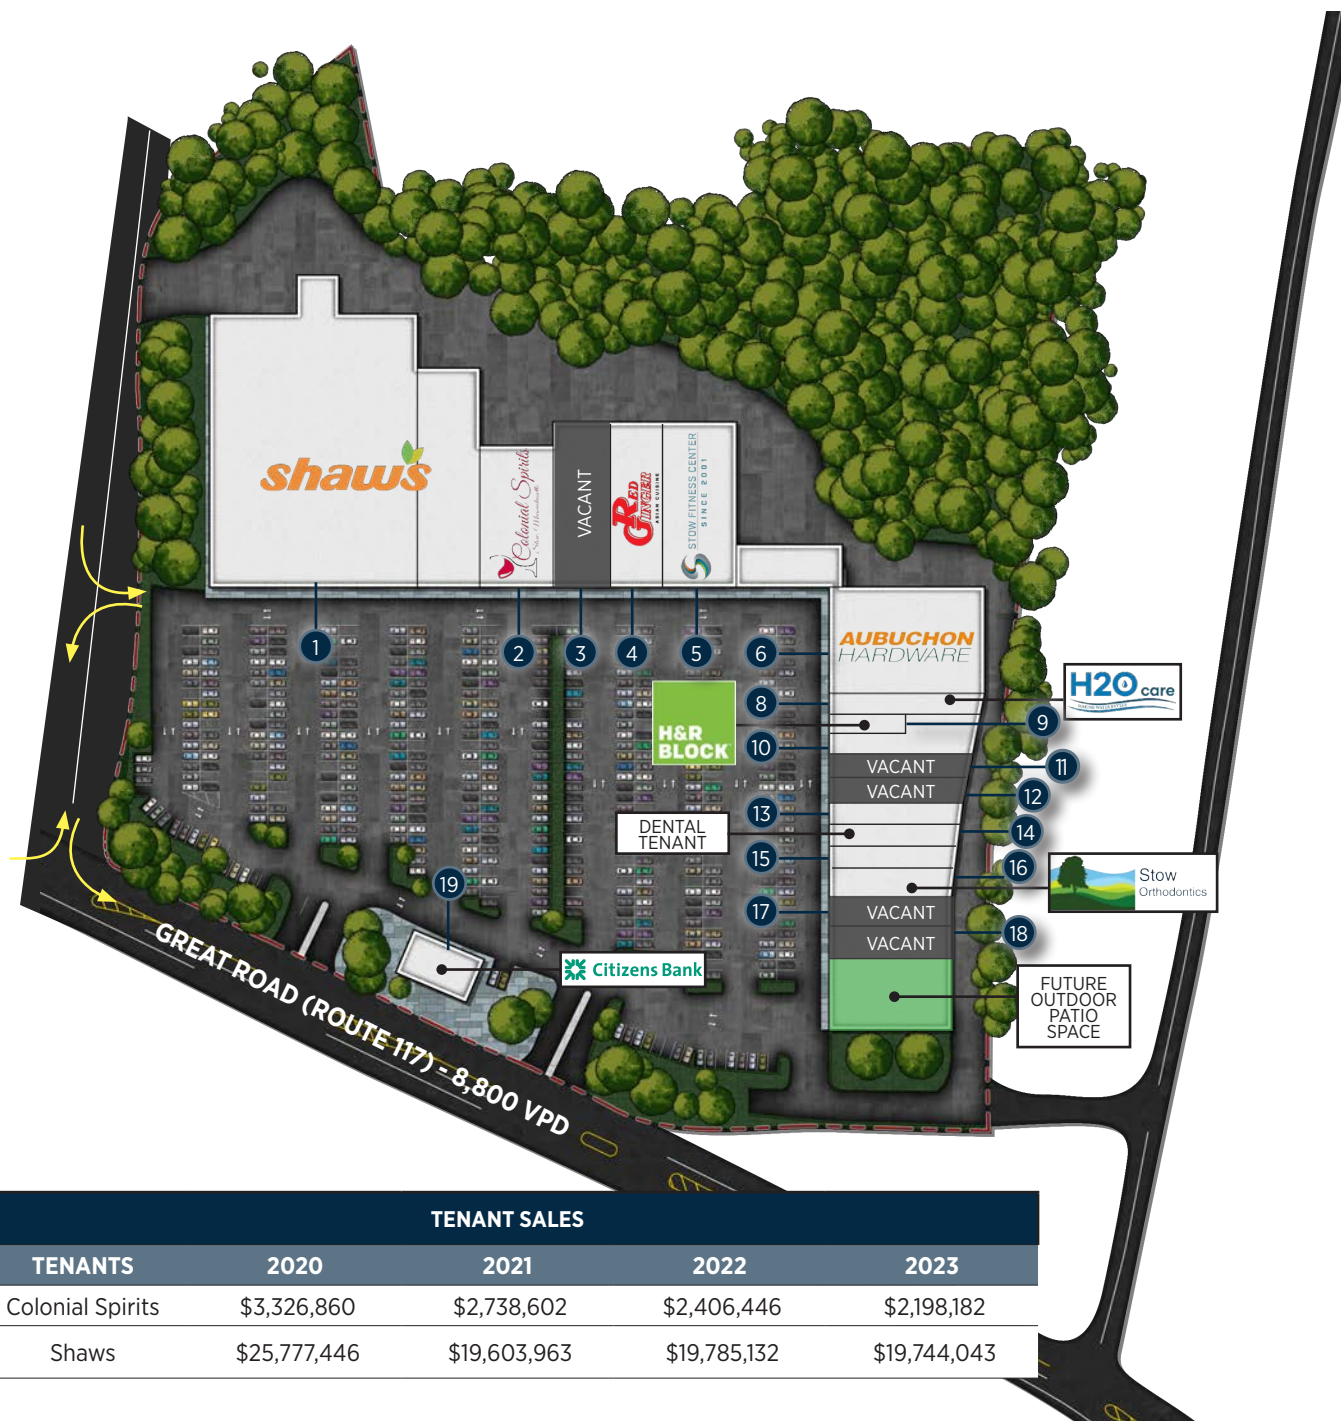 shaws
Colonial Spirits
VACANT
RED
GINGER
ASIAN CUISINE
STOW FITNESS CENTER
SINCE 2001
1
2
3
4
5
6
AUBUCHON
HARDWARE
H2O care
8
H&R
BLOCK
9
10
VACANT
11
VACANT
12
13
DENTAL
TENANT
14
15
16
Stow
Orthodontics
17
VACANT
18
VACANT
19
Citizens Bank
FUTURE
OUTDOOR
PATIO
SPACE
GREAT ROAD (ROUTE 117) - 8,800 VPD
TENANT SALES
TENANTS 2020 2021 2022 2023
Colonial Spirits $3,326,860 $2,738,602 $2,406,446 $2,198,182
Shaws $25,777,446 $19,603,963 $19,785,132 $19,744,043